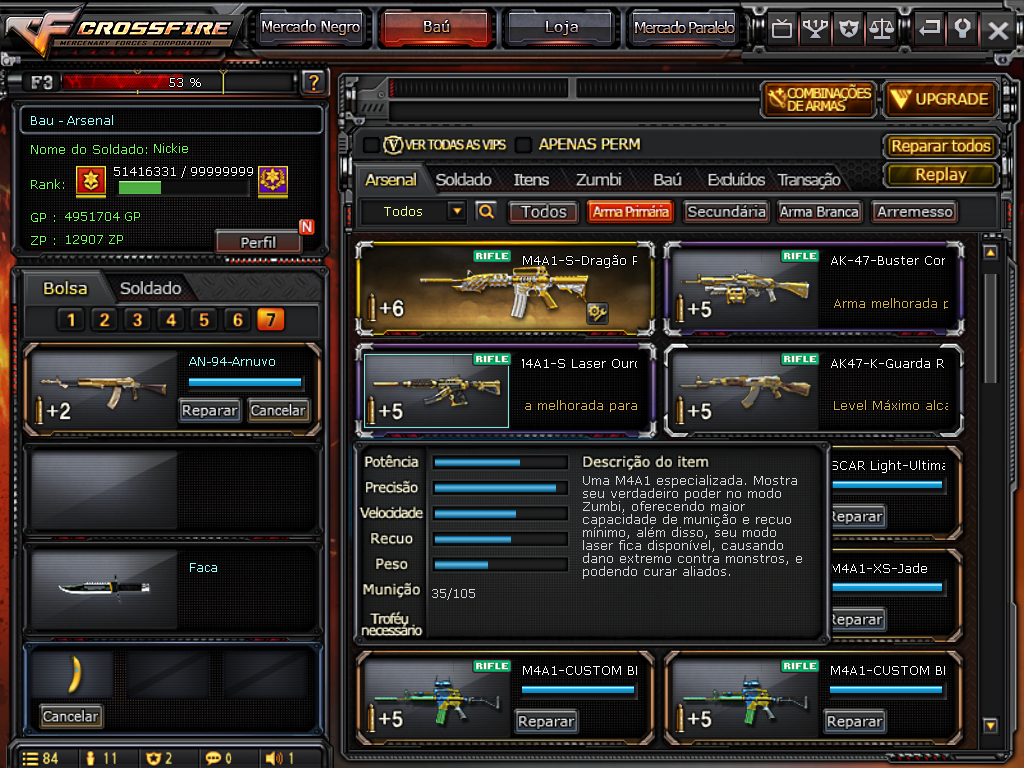 CROSSFIRE
MERCENARY FORCES CORPORATION
Mercado Negro
Baú
Loja
Mercado Paralelo
F3
53 %
?
COMBINAÇÕES
DE ARMAS
UPGRADE
Bau - Arsenal
Nome do Soldado: Nickie
Rank:
51416331 / 99999999
GP : 4951704 GP
ZP : 12907 ZP
N
Perfil
VER TODAS AS VIPS
APENAS PERM
Reparar todos
Replay
Arsenal
Soldado
Itens
Zumbi
Baú
Excluídos
Transação
Todos
Todos
Arma Primária
Secundária
Arma Branca
Arremesso
Bolsa
Soldado
1 2 3 4 5 6 7
AN-94-Arnuvo
+2
Reparar
Cancelar
Faca
Cancelar
84
11
2
0
1
RIFLE
M4A1-S-Dragão
+6
RIFLE
AK-47-Buster Cor
+5
Arma melhorada p
RIFLE
14A1-S Laser Ouro
+5
a melhorada para
RIFLE
AK47-K-Guarda R
+5
Level Máximo alca
Potência
Precisão
Velocidade
Recuo
Peso
Munição
35/105
Troféu
necessário
Descrição do item
Uma M4A1 especializada. Mostra
seu verdadeiro poder no modo
Zumbi, oferecendo maior
capacidade de munição e recuo
mínimo, além disso, seu modo
laser fica disponível, causando
dano extremo contra monstros, e
podendo curar aliados.
SCAR Light-Ultima
Reparar
M4A1-XS-Jade
Reparar
RIFLE
M4A1-CUSTOM Bl
+5
Reparar
RIFLE
M4A1-CUSTOM Bl
+5
Reparar